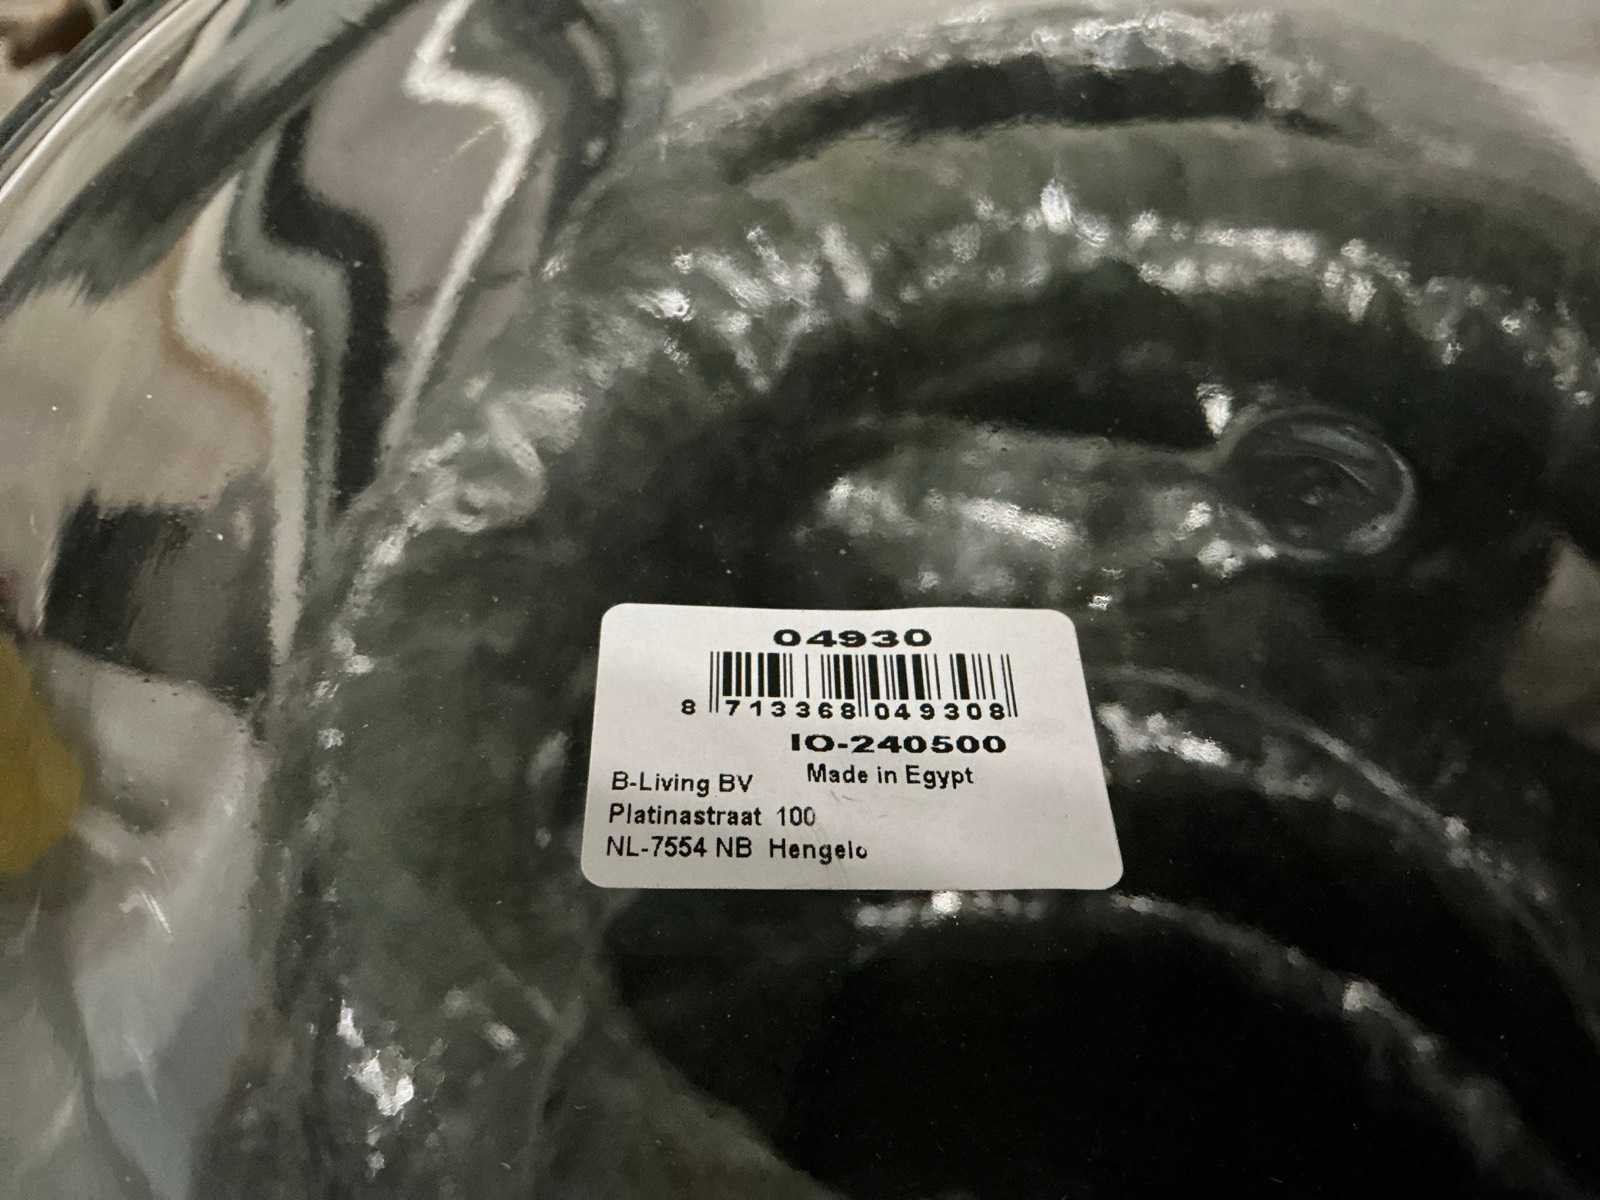 04930
8 713368 049308
IO-240500
Made in Egypt
B-Living BV
Platinastraat 100
NL-7554 NB Hengelo